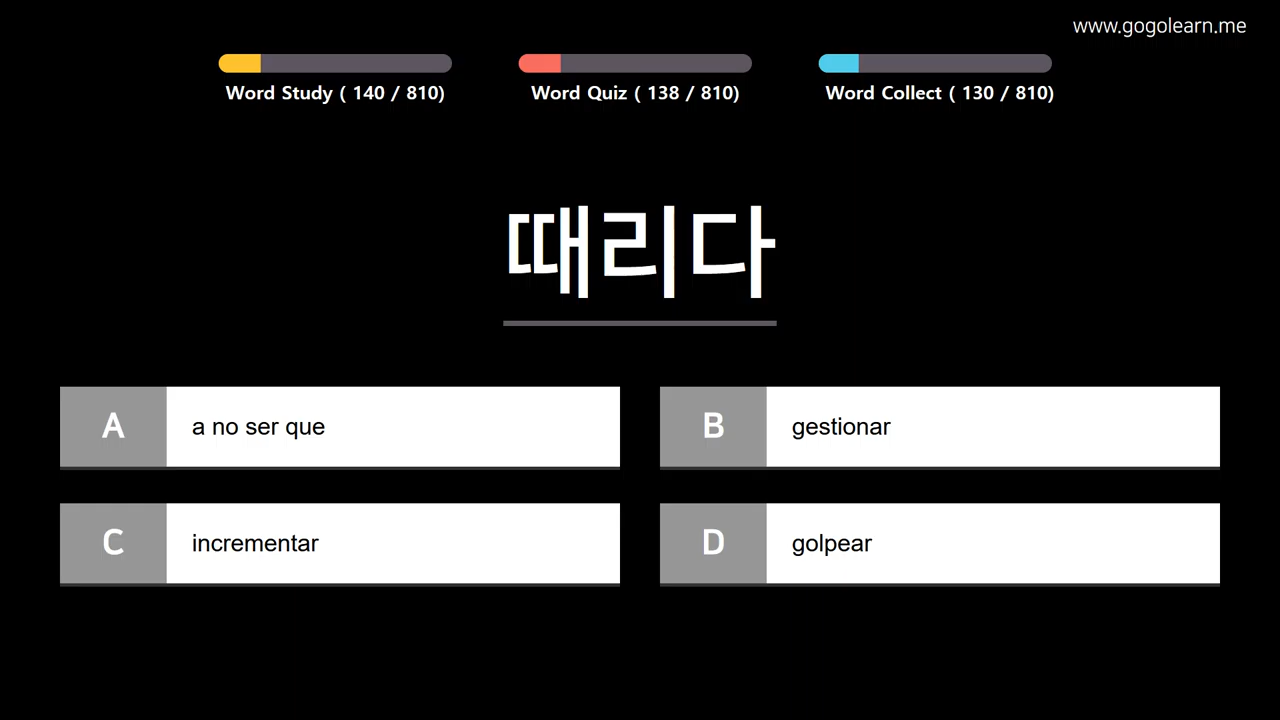 www.gogolearn.me
Word Study ( 140 / 810)
Word Quiz ( 138 / 810)
Word Collect ( 130 / 810)
때리다
A a no ser que
B gestionar
C incrementar
D golpear